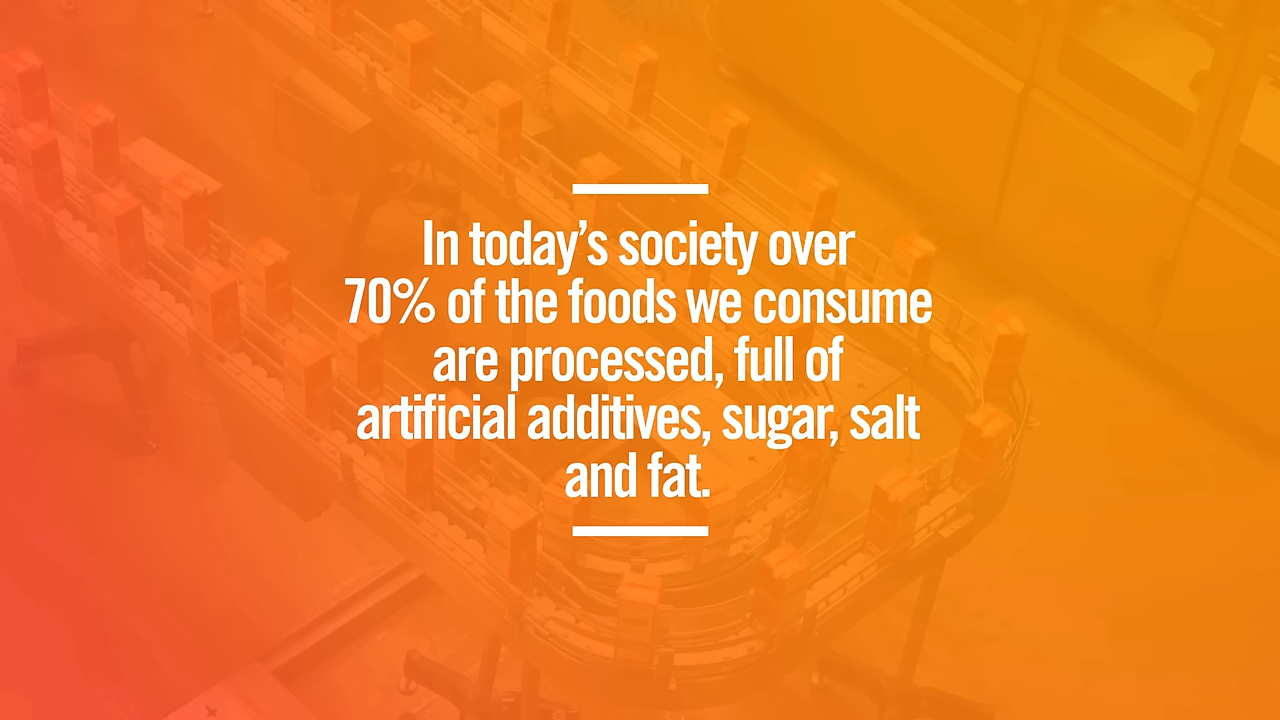 In today’s society over
70% of the foods we consume
are processed, full of
artificial additives, sugar, salt
and fat.